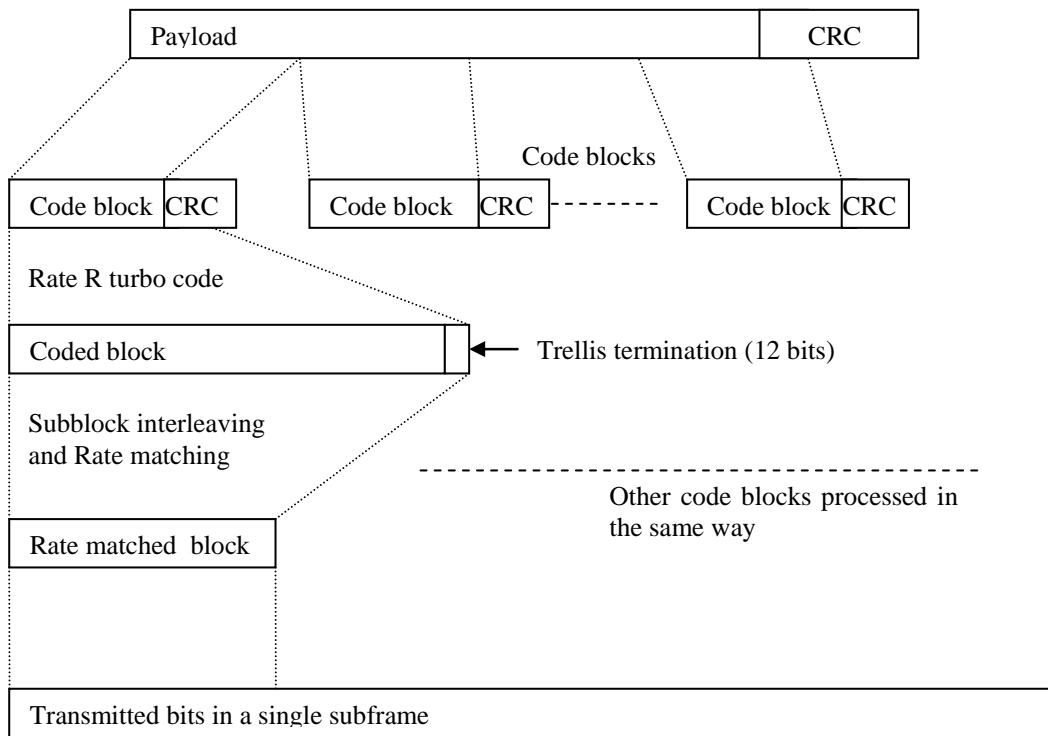 Payload CRC
Code blocks
Code block CRC Code block CRC Code block CRC
Rate R turbo code
Coded block
Trellis termination (12 bits)
Subblock interleaving
and Rate matching
Other code blocks processed in
the same way
Rate matched block
Transmitted bits in a single subframe